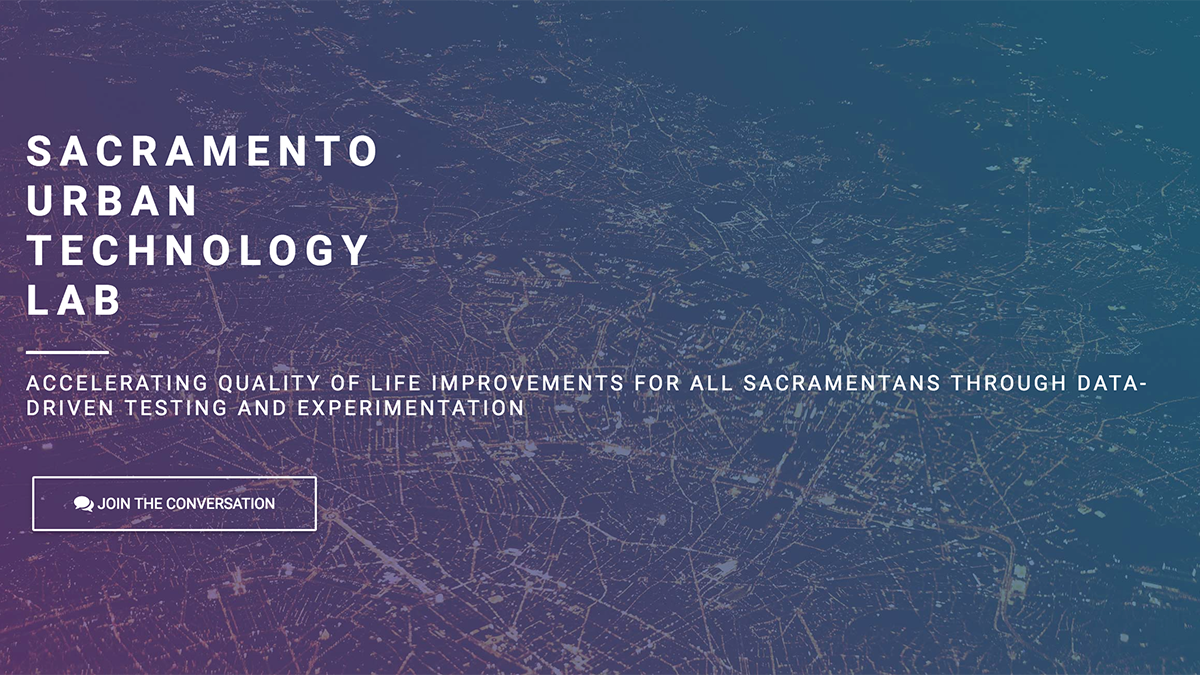 SACRAMENTO
URBAN
TECHNOLOGY
LAB
ACCELERATING QUALITY OF LIFE IMPROVEMENTS FOR ALL SACRAMENTANS THROUGH DATA-
DRIVEN TESTING AND EXPERIMENTATION
JOIN THE CONVERSATION